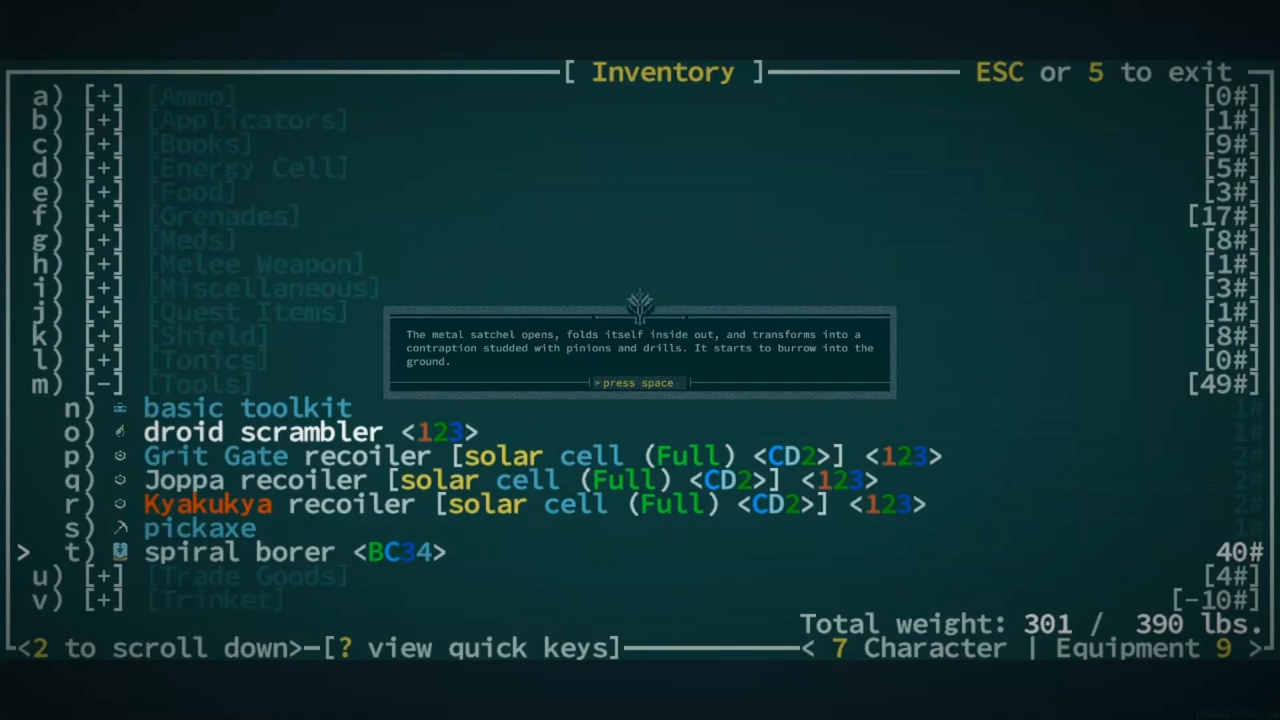 [ Inventory ] ESC or 5 to exit
a) [+] [Ammo] [0#]
b) [+] [Applicators] [1#]
c) [+] [Books] [9#]
d) [+] [Energy Cell] [5#]
e) [+] [Food] [3#]
f) [+] [Grenades] [17#]
g) [+] [Meds] [8#]
h) [+] [Melee Weapon] [1#]
i) [+] [Miscellaneous] [3#]
j) [+] [Quest Items] [1#]
k) [+] [Shield] [8#]
l) [+] [Tonics] [0#]
m) [-] [Tools] [49#]
The metal satchel opens, folds itself inside out, and transforms into a
contraption studded with pinions and drills. It starts to burrow into the
ground.
>press space
n) basic toolkit 1#
o) droid scrambler <123> 1#
p) Grit Gate recoiler [solar cell (Full) <CD2>] <123> 2#
q) Joppa recoiler [solar cell (Full) <CD2>] <123> 2#
r) Kyakukya recoiler [solar cell (Full) <CD2>] <123> 2#
s) pickaxe 1#
> t) spiral borer <BC34> 40#
u) [+] [Trade Goods] [4#]
v) [+] [Trinket] [-10#]
Total weight: 301 / 390 lbs.
<2 to scroll down> [? view quick keys] < 7 Character | Equipment 9 >